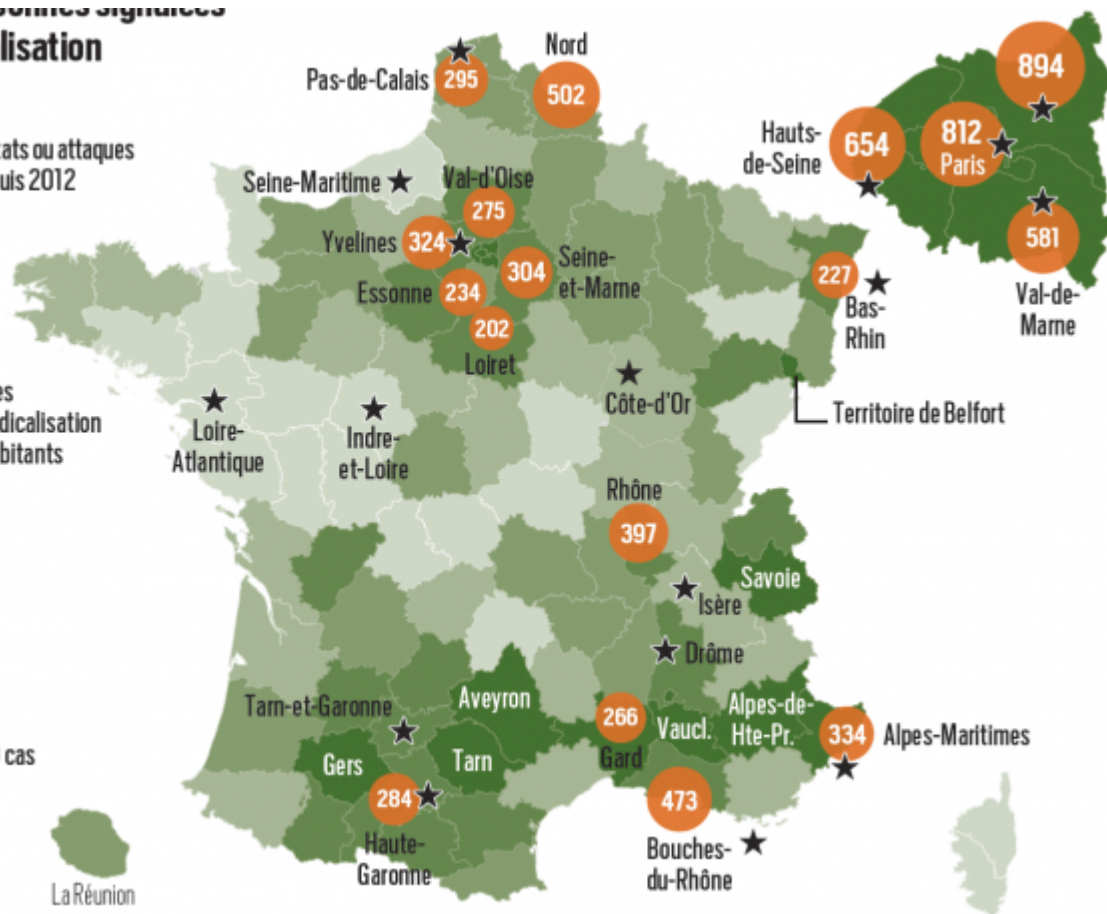 onnes signalées
lisation
tats ou attaques
uis 2012
es
dicalisation
bitants
cas
Nord
502
Pas-de-Calais
295
Seine-Maritime
Val-d'Oise
275
Yvelines
324
304
Seine-
et-Marne
Essonne
234
202
Loiret
894
Hauts-
de-Seine
654
812
Paris
581
Val-de-
Marne
227
Bas-
Rhin
Côte-d'Or
Territoire de Belfort
Loire-
Atlantique
Indre-
et-Loire
Rhône
397
Savoie
Isère
Drôme
Aveyron
Tarn-et-Garonne
Gers
Tarn
266
Gard
Vaucl.
Alpes-de-
Hte-Pr.
334
Alpes-Maritimes
284
Haute-
Garonne
473
Bouches-
du-Rhône
La Réunion